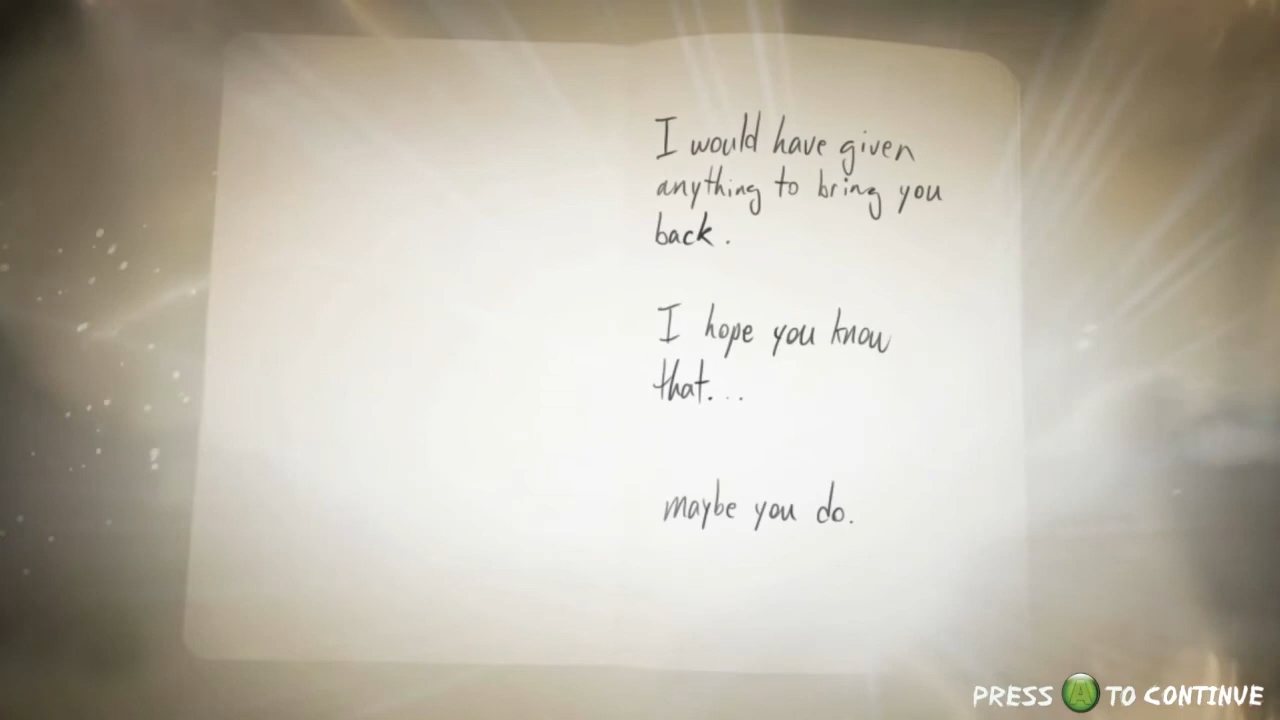 I would have given
anything to bring you
back.
I hope you know
that...
maybe you do.
PRESS A TO CONTINUE